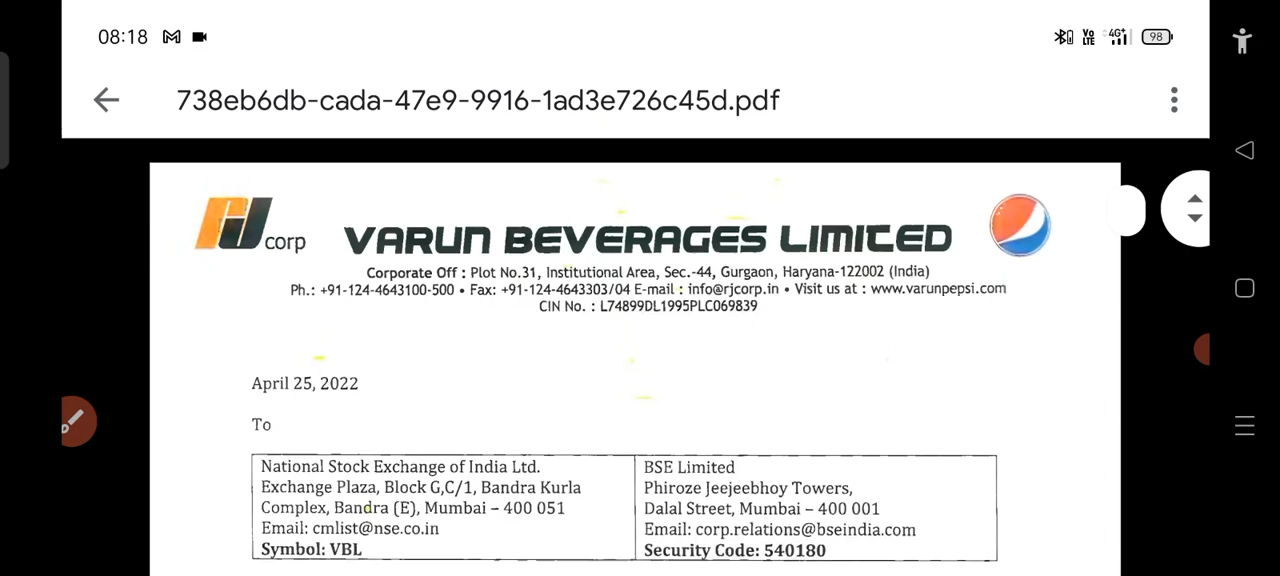 08:18
Vo LTE 4G+ 98
738eb6db-cada-47e9-9916-1ad3e726c45d.pdf
corp VARUN BEVERAGES LIMITED
Corporate Off : Plot No.31, Institutional Area, Sec.-44, Gurgaon, Haryana-122002 (India)
Ph.: +91-124-4643100-500 • Fax: +91-124-4643303/04 E-mail : info@rjcorp.in • Visit us at : www.varunpepsi.com
CIN No. : L74899DL1995PLC069839
April 25, 2022
To
National Stock Exchange of India Ltd.
Exchange Plaza, Block G,C/1, Bandra Kurla
Complex, Bandra (E), Mumbai – 400 051
Email: cmlist@nse.co.in
Symbol: VBL
BSE Limited
Phiroze Jeejeebhoy Towers,
Dalal Street, Mumbai – 400 001
Email: corp.relations@bseindia.com
Security Code: 540180